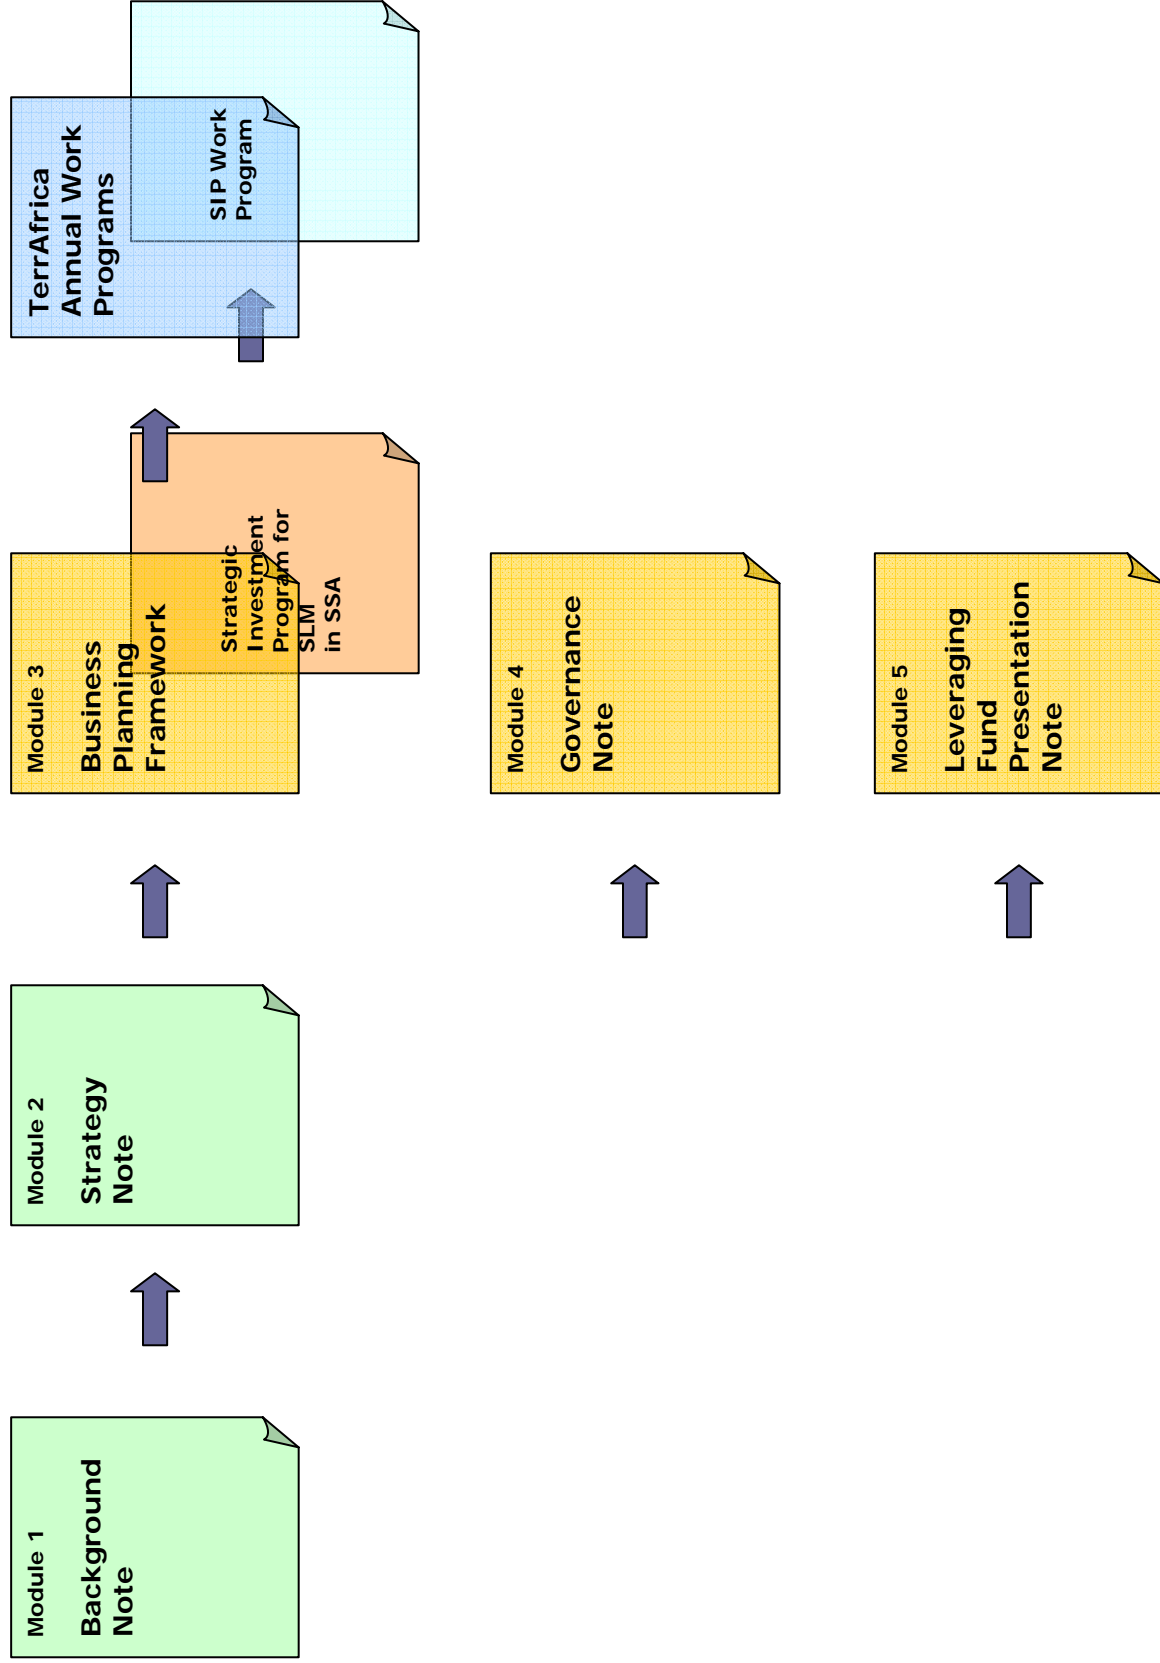 Module 1
Background
Note
Module 2
Strategy
Note
Module 3
Business
Planning
Framework
Strategic
Investment
Program for
SLM
in SSA
TerrAfrica
Annual Work
Programs
SIP Work
Program
Module 4
Governance
Note
Module 5
Leveraging
Fund
Presentation
Note